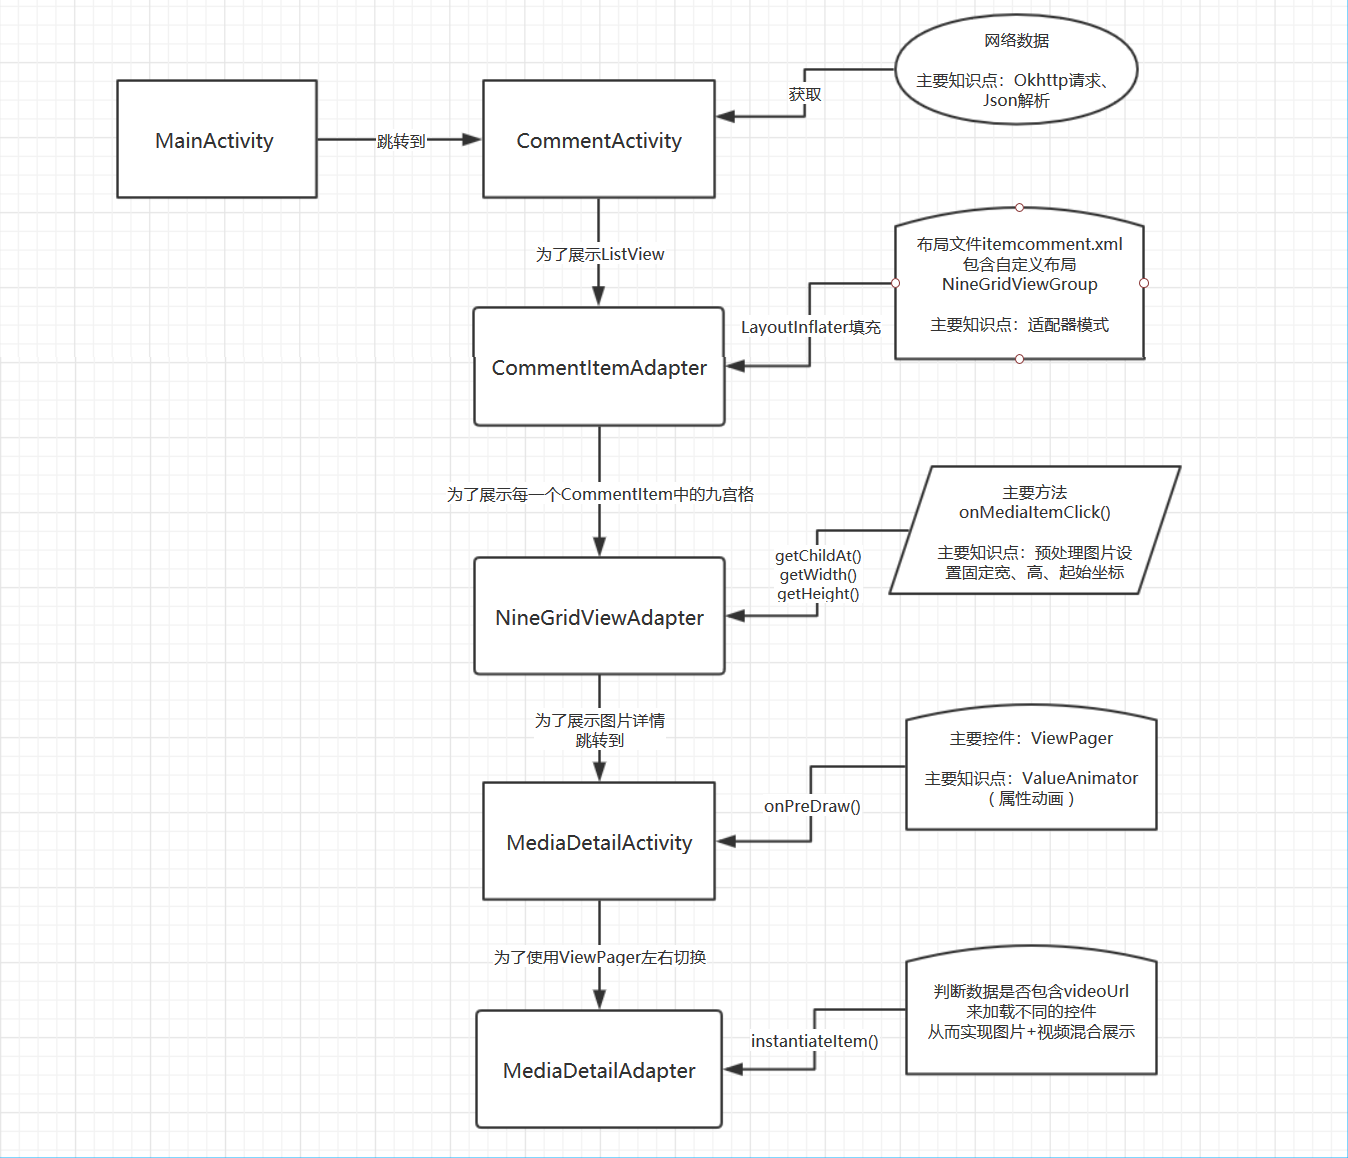 网络数据
主要知识点：Okhttp请求、
Json解析
获取
MainActivity
跳转到
CommentActivity
为了展示ListView
布局文件itemcomment.xml
包含自定义布局
NineGridViewGroup
主要知识点：适配器模式
LayoutInflater填充
CommentItemAdapter
为了展示每一个CommentItem中的九宫格
主要方法
onMediaItemClick()
主要知识点：预处理图片设
置固定宽、高、起始坐标
getChildAt()
getWidth()
getHeight()
NineGridViewAdapter
为了展示图片详情
跳转到
主要控件：ViewPager
主要知识点：ValueAnimator
（属性动画）
onPreDraw()
MediaDetailActivity
为了使用ViewPager左右切换
判断数据是否包含videoUrl
来加载不同的控件
从而实现图片+视频混合展示
instantiateItem()
MediaDetailAdapter